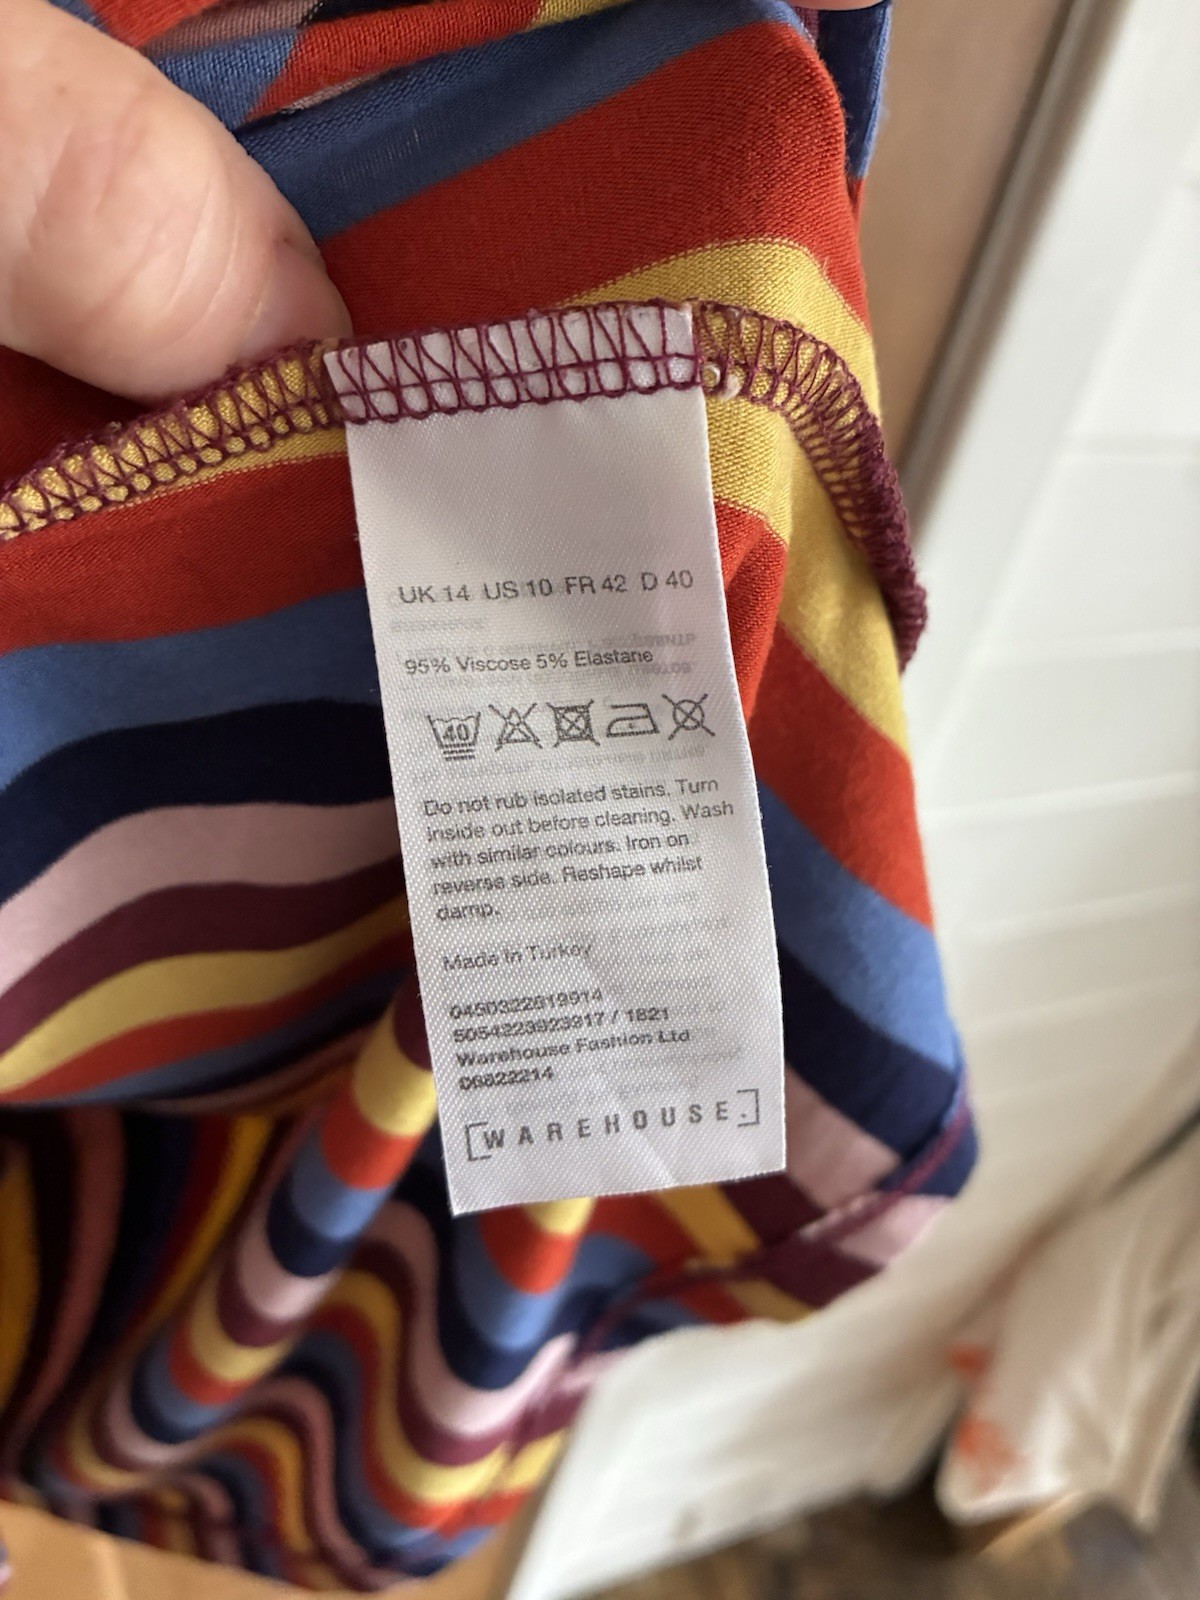 UK 14 US 10 FR 42 D 40
95% Viscose 5% Elastane
40
Do not rub isolated stains. Turn
inside out before cleaning. Wash
with similar colours. Iron on
reverse side. Reshape whilst
damp.
Made in Turkey
0450322819914
5054223923917 / 1821
Warehouse Fashion Ltd
06822214
[WAREHOUSE.]